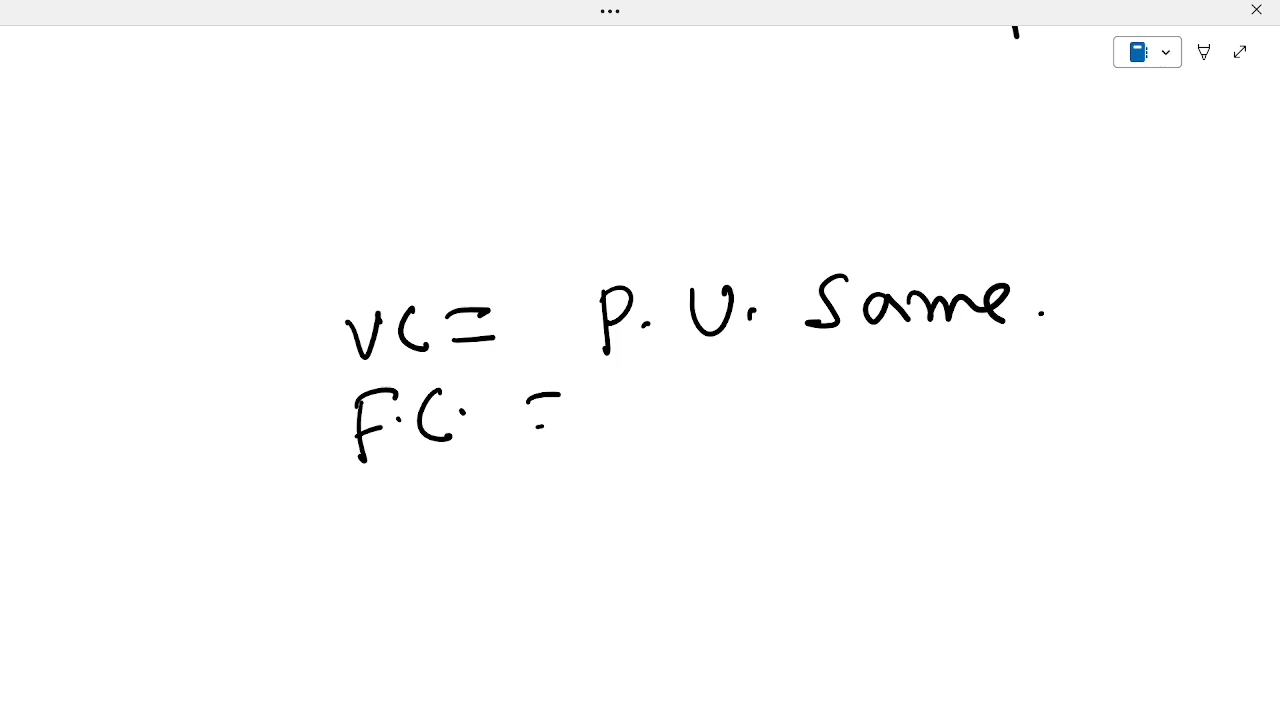 VC = P. U. Same.
F.C. =